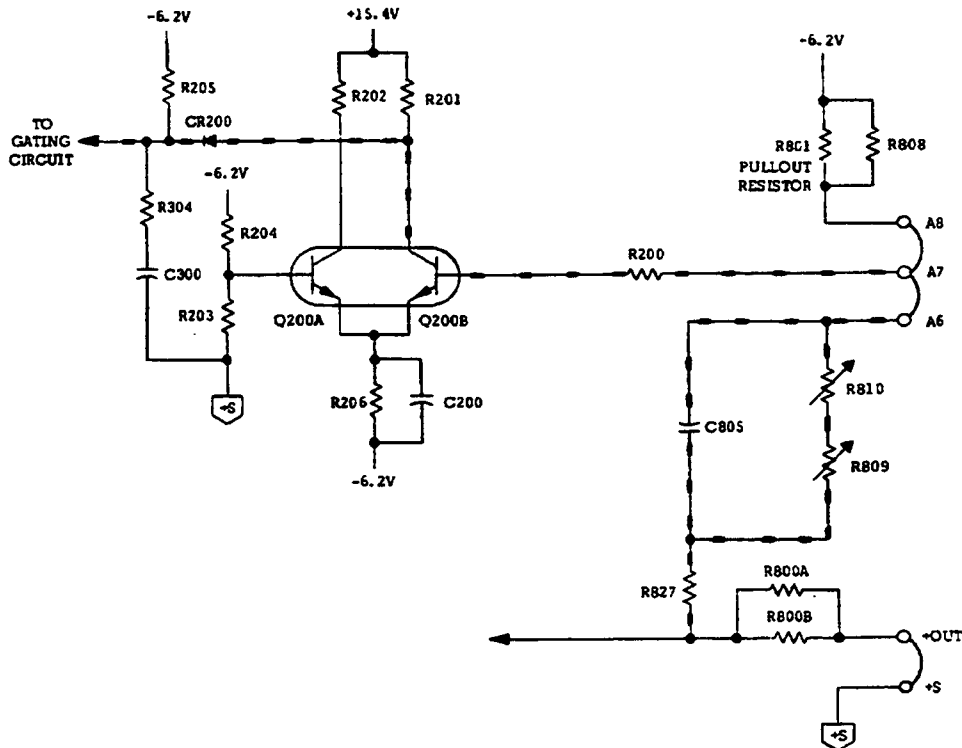 -6.2V
+15.4V
-6.2V
R205
R202
R201
TO
GATING
CIRCUIT
CR200
R801
PULLOUT
RESISTOR
R808
-6.2V
R304
R204
A8
R200
A7
C300
R203
Q200A
Q200B
A6
+S
R206
C200
R810
C805
R809
-6.2V
R800A
R827
R800B
+OUT
+S
+S